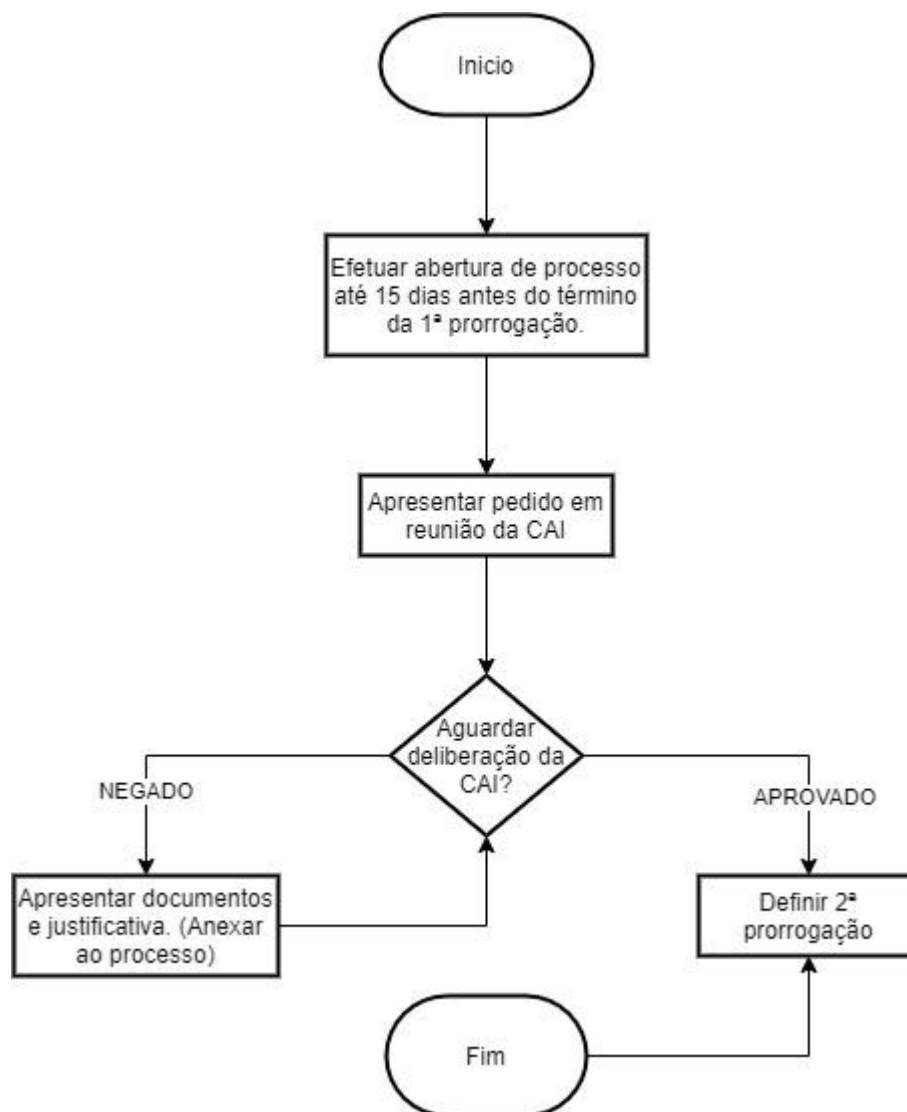 Inicio
Efetuar abertura de processo
até 15 dias antes do término
da 1ª prorrogação.
Apresentar pedido em
reunião da CAI
Aguardar
deliberação da
CAI?
NEGADO
APROVADO
Apresentar documentos
e justificativa. (Anexar
ao processo)
Definir 2ª
prorrogação
Fim